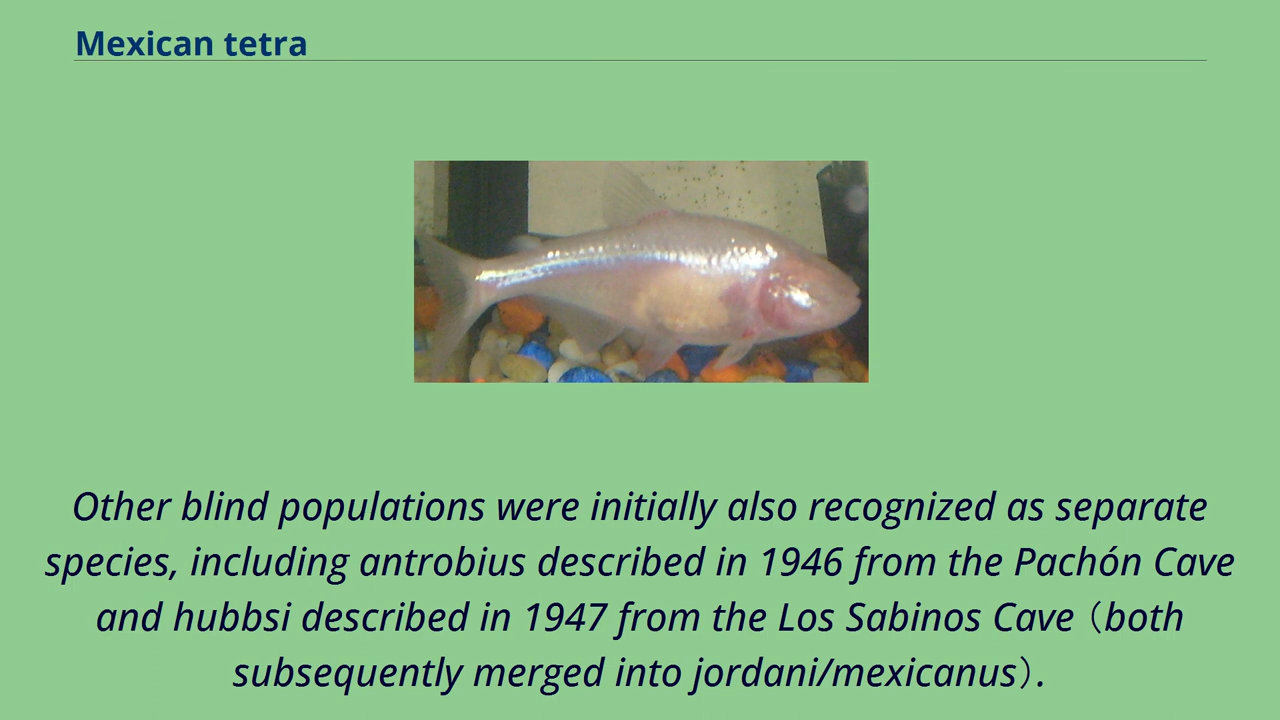 Mexican tetra
Other blind populations were initially also recognized as separate
species, including antrobius described in 1946 from the Pachón Cave
and hubbsi described in 1947 from the Los Sabinos Cave（both
subsequently merged into jordani/mexicanus）.